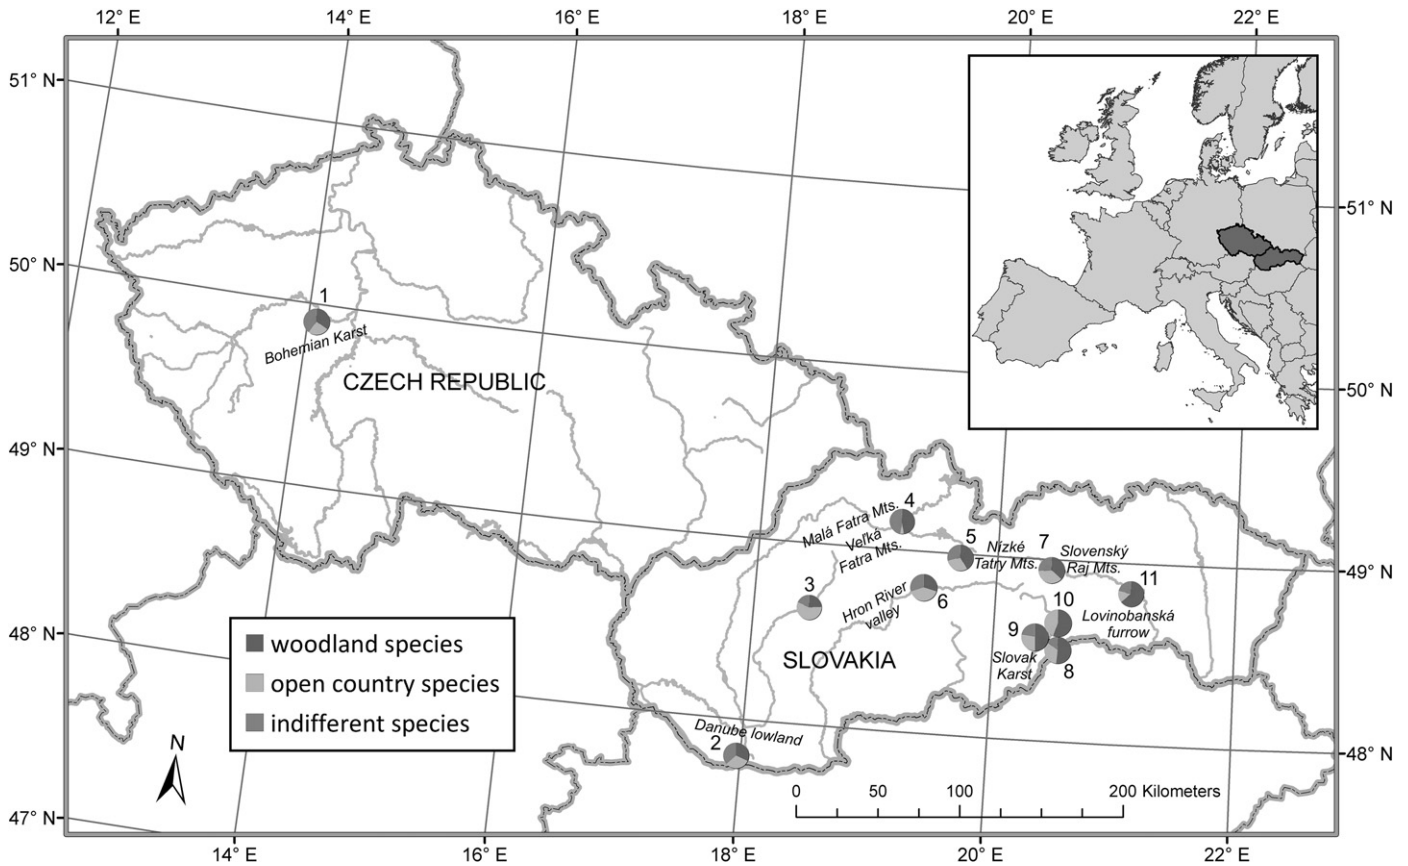 12° E
14° E
16° E
18° E
20° E
22° E
51° N
50° N
49° N
48° N
47° N
51° N
50° N
49° N
48° N
1
Bohemian Karst
CZECH REPUBLIC
4
Malá Fatra Mts.
Veľká
Fatra Mts.
5
Nízké
Tatry Mts.
7
Slovenský
Raj Mts.
3
Hron River
valley
6
11
Lovinobanská
furrow
10
9
8
Slovak
Karst
SLOVAKIA
woodland species
open country species
indifferent species
2
Danube lowland
N
0 50 100 200 Kilometers
14° E
16° E
18° E
20° E
22° E